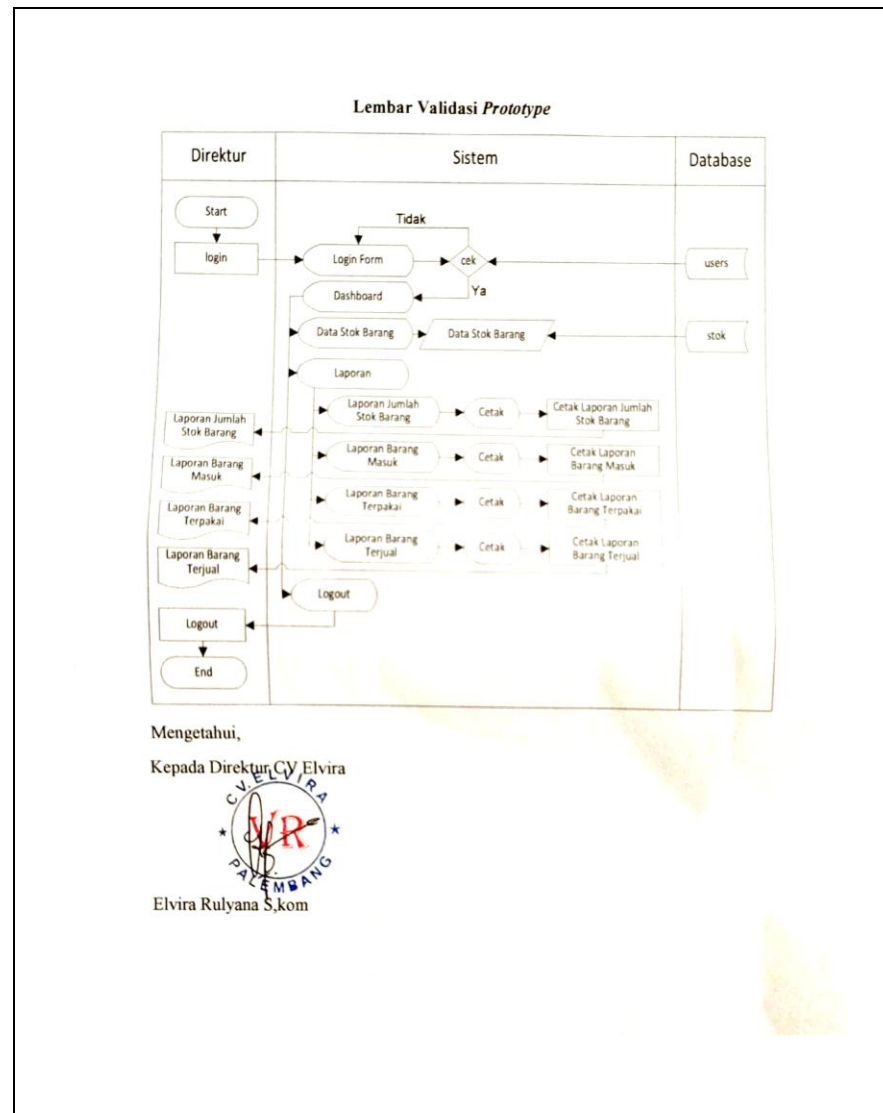 Lembar Validasi Prototype
Direktur
Sistem
Database
Start
Tidak
login
Login Form
cek
users
Ya
Dashboard
Data Stok Barang
Data Stok Barang
stok
Laporan
Laporan Jumlah
Stok Barang
Cetak
Cetak Laporan Jumlah
Stok Barang
Laporan Jumlah
Stok Barang
Laporan Barang
Masuk
Cetak
Cetak Laporan
Barang Masuk
Laporan Barang
Masuk
Laporan Barang
Terpakai
Cetak
Cetak Laporan
Barang Terpakai
Laporan Barang
Terpakai
Laporan Barang
Terjual
Cetak
Cetak Laporan
Barang Terjual
Laporan Barang
Terjual
Logout
Logout
End
Mengetahui,
Kepada Direktur CV Elvira
CV. ELVIRA
VR
PALEMBANG
Elvira Rulyana S,kom